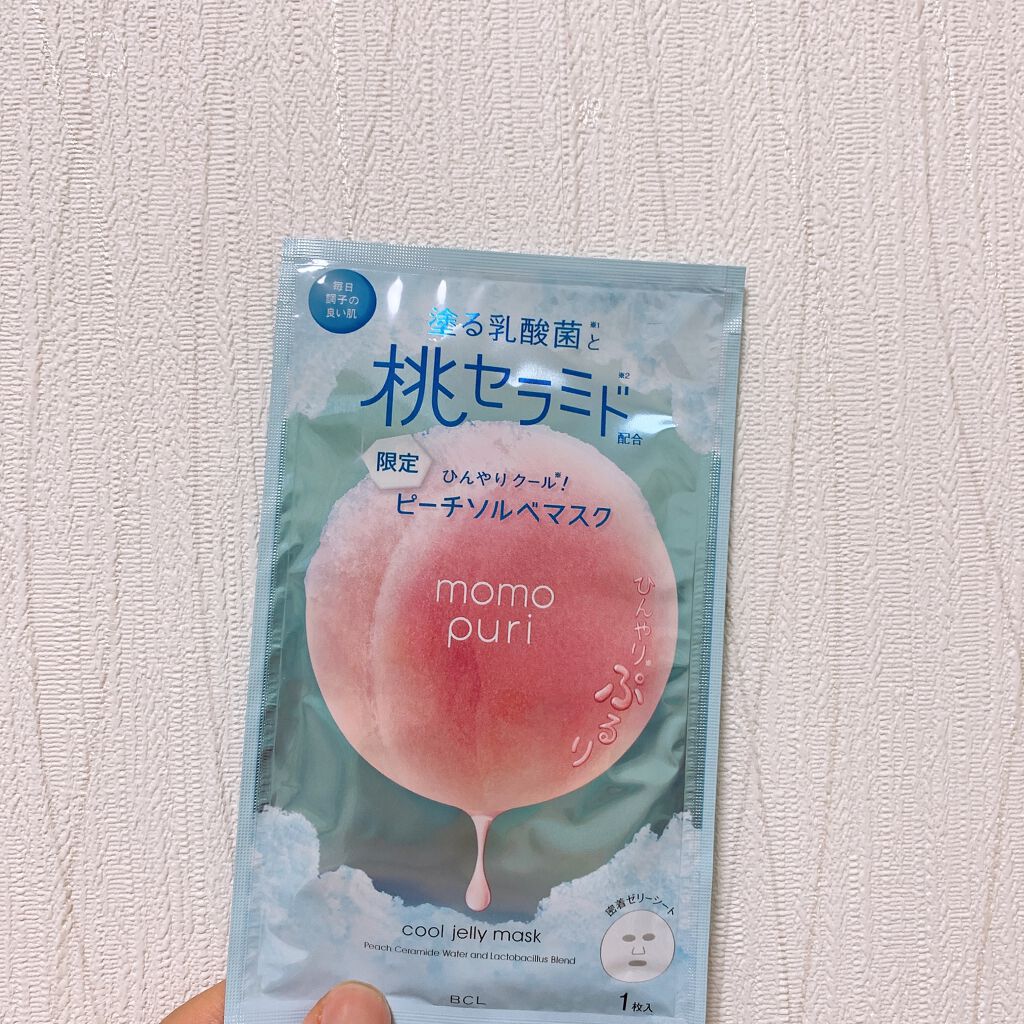 毎日
調子の
良い肌
塗る乳酸菌※1と
桃セラミド※2
配合
限定
ひんやりクール※!
ピーチソルベマスク
momo
puri
ひんやり※
ぷるり
密着ゼリーシート
cool jelly mask
Peach Ceramide Water and Lactobacillus Blend
BCL
1枚入